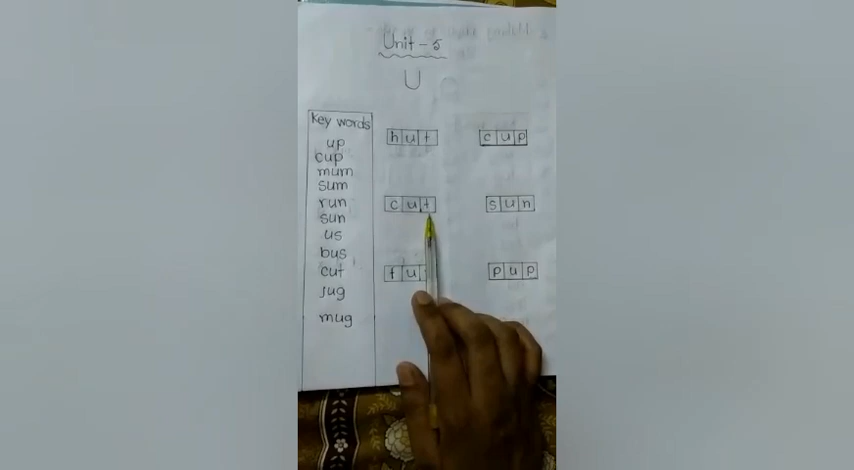 Unit - 5
U
Key words
up
cup
mum
sum
run
sun
us
bus
cut
jug
mug
hut
cup
cut
sun
pup